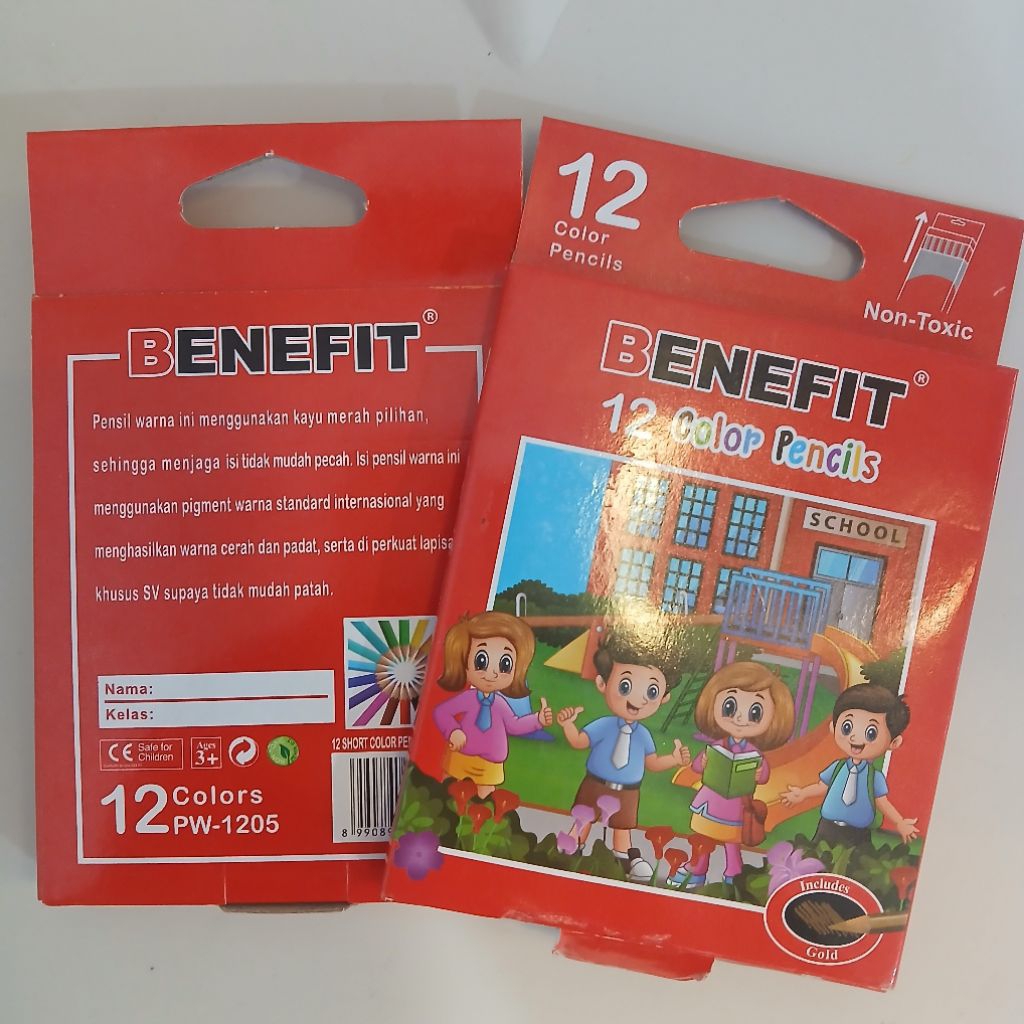 BENEFIT®
Pensil warna ini menggunakan kayu merah pilihan,
sehingga menjaga isi tidak mudah pecah. Isi pensil warna ini
menggunakan pigment warna standard internasional yang
menghasilkan warna cerah dan padat, serta di perkuat
khusus SV supaya tidak mudah patah.
Nama:
Kelas:
CE Safe for
Children
Ages
3+
12 SHORT COLOR
12 Colors
PW-1205
8 99089
12
Color
Pencils
Non-Toxic
BENEFIT®
12 Color Pencils
SCHOOL
Includes
Gold